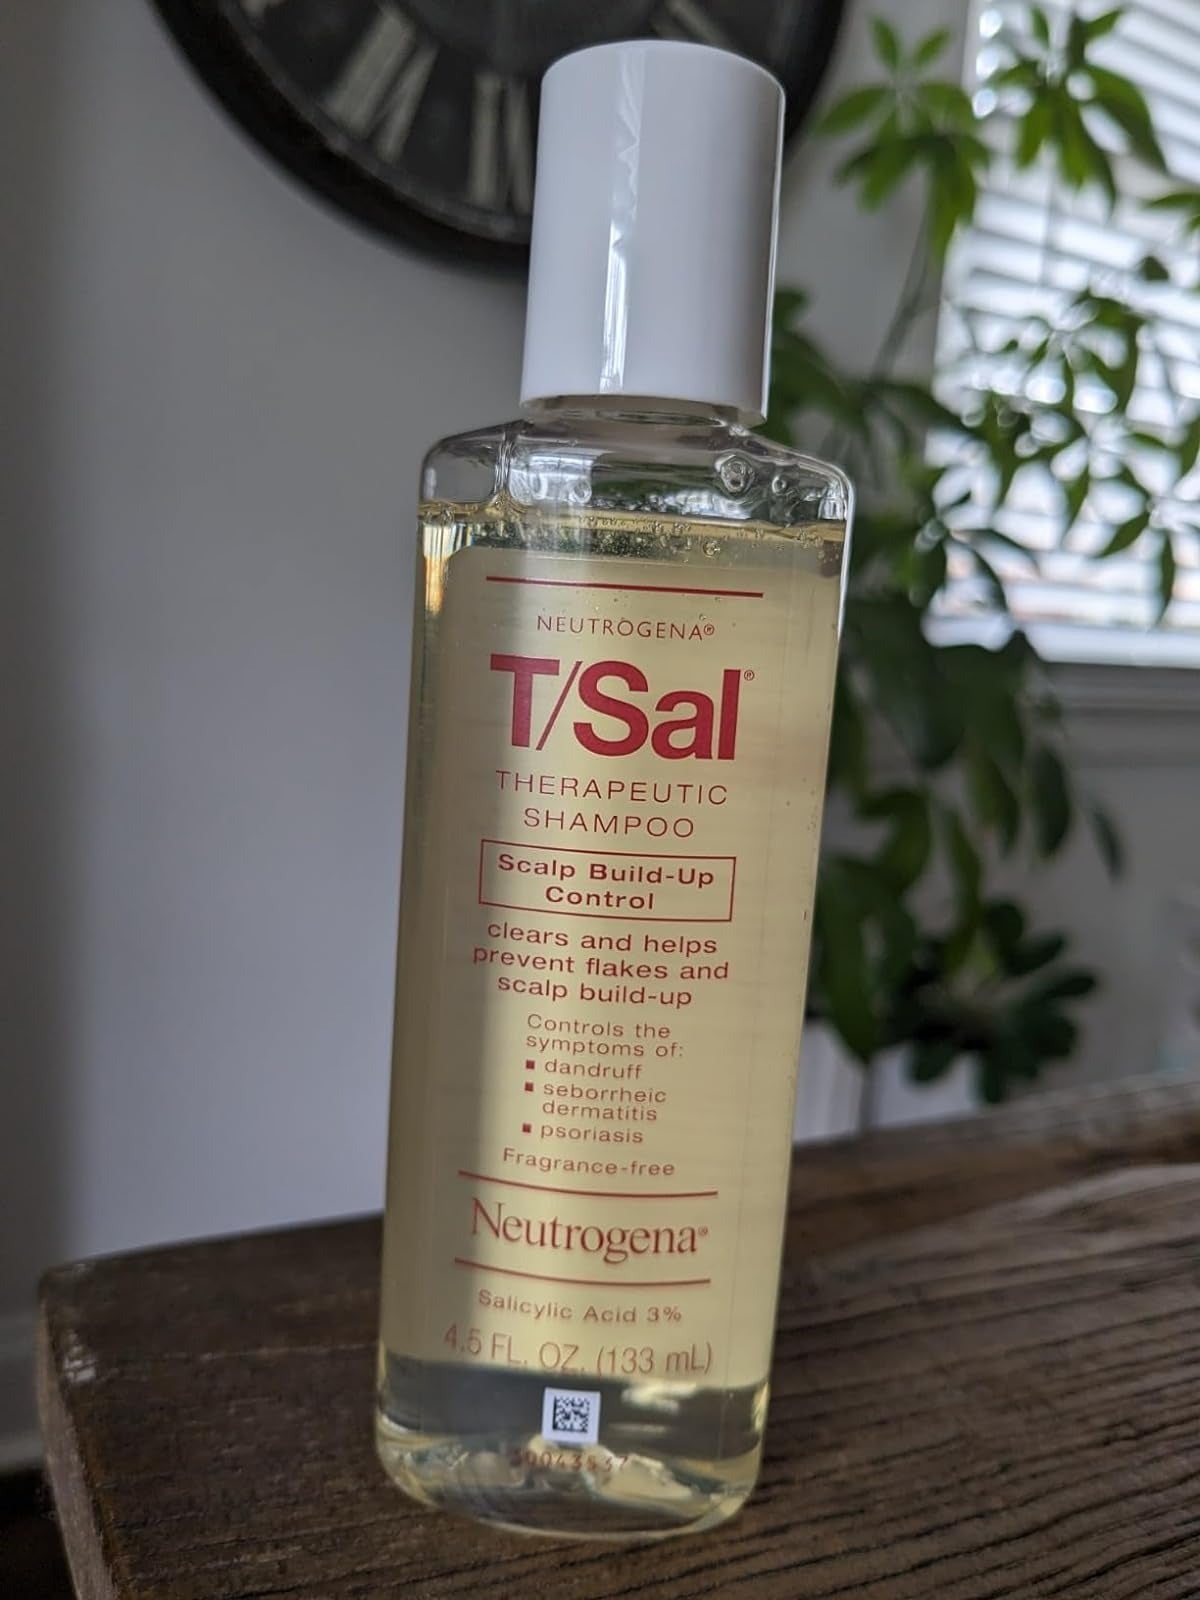 NEUTROGENA®
T/Sal®
THERAPEUTIC
SHAMPOO
Scalp Build-Up
Control
clears and helps
prevent flakes and
scalp build-up
Controls the
symptoms of:
▪ dandruff
▪ seborrheic
dermatitis
▪ psoriasis
Fragrance-free
Neutrogena®
Salicylic Acid 3%
4.5 FL. OZ. (133 mL)